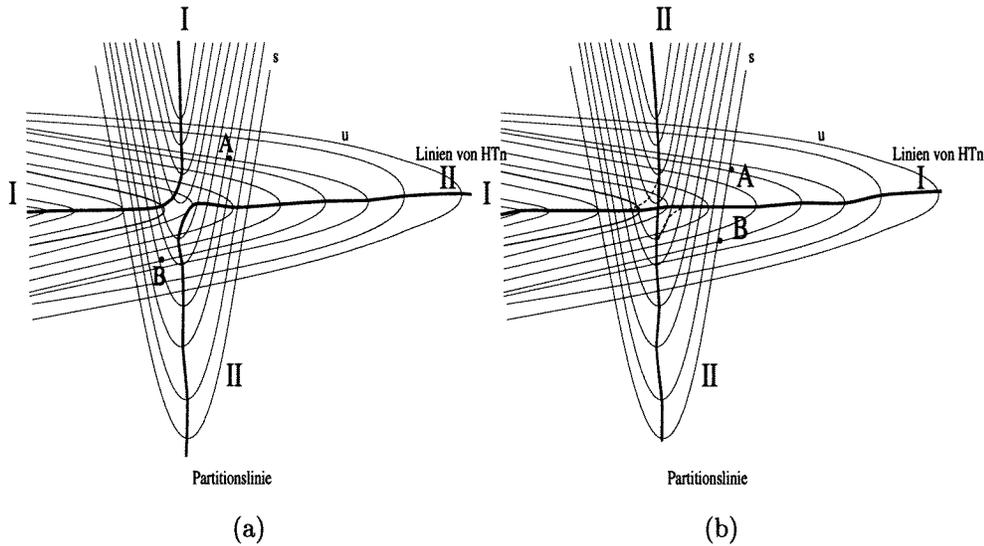 I
s
A
u
Linien von HTn
I
II
B
II
Partitionslinie
(a)
II
s
u
Linien von HTn
A
I
I
B
II
Partitionslinie
(b)